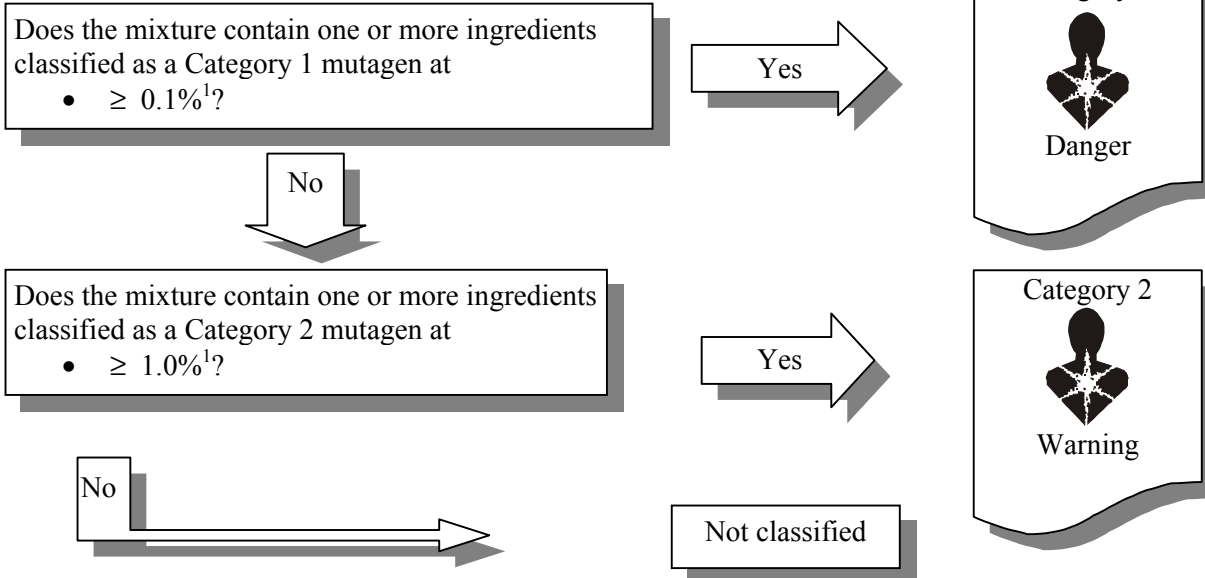 Does the mixture contain one or more ingredients
classified as a Category 1 mutagen at
• ≥ 0.1%¹?
Yes
Danger
No
Does the mixture contain one or more ingredients
classified as a Category 2 mutagen at
• ≥ 1.0%¹?
Yes
Category 2
Warning
No
Not classified